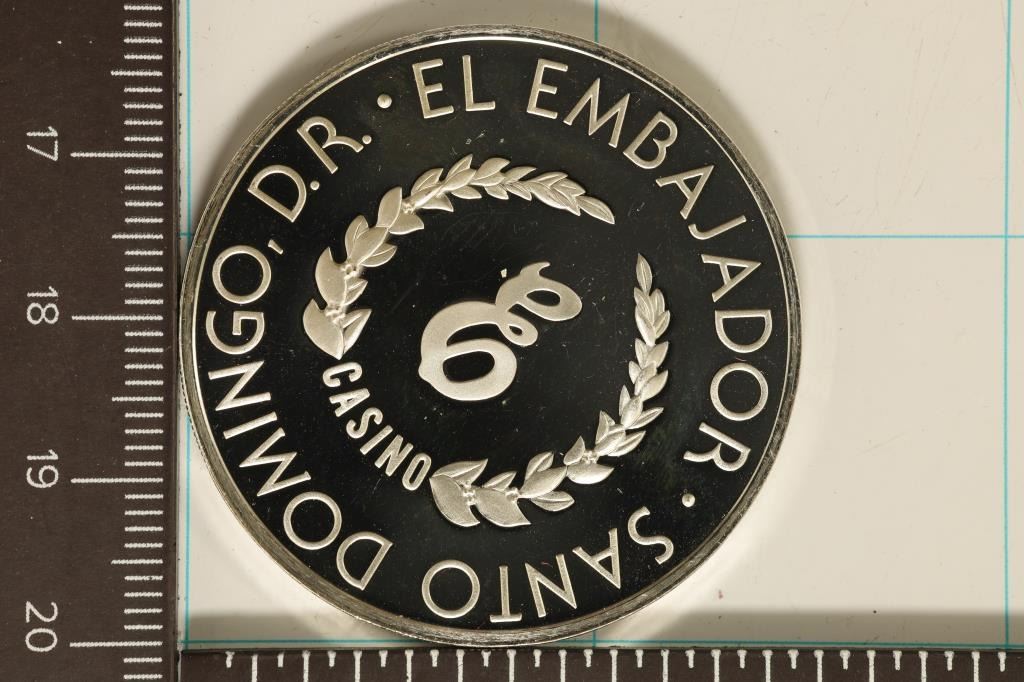 · EL EMBAJADOR ·
SANTO DOMINGO, D.R.
CASINO
17
18
19
20